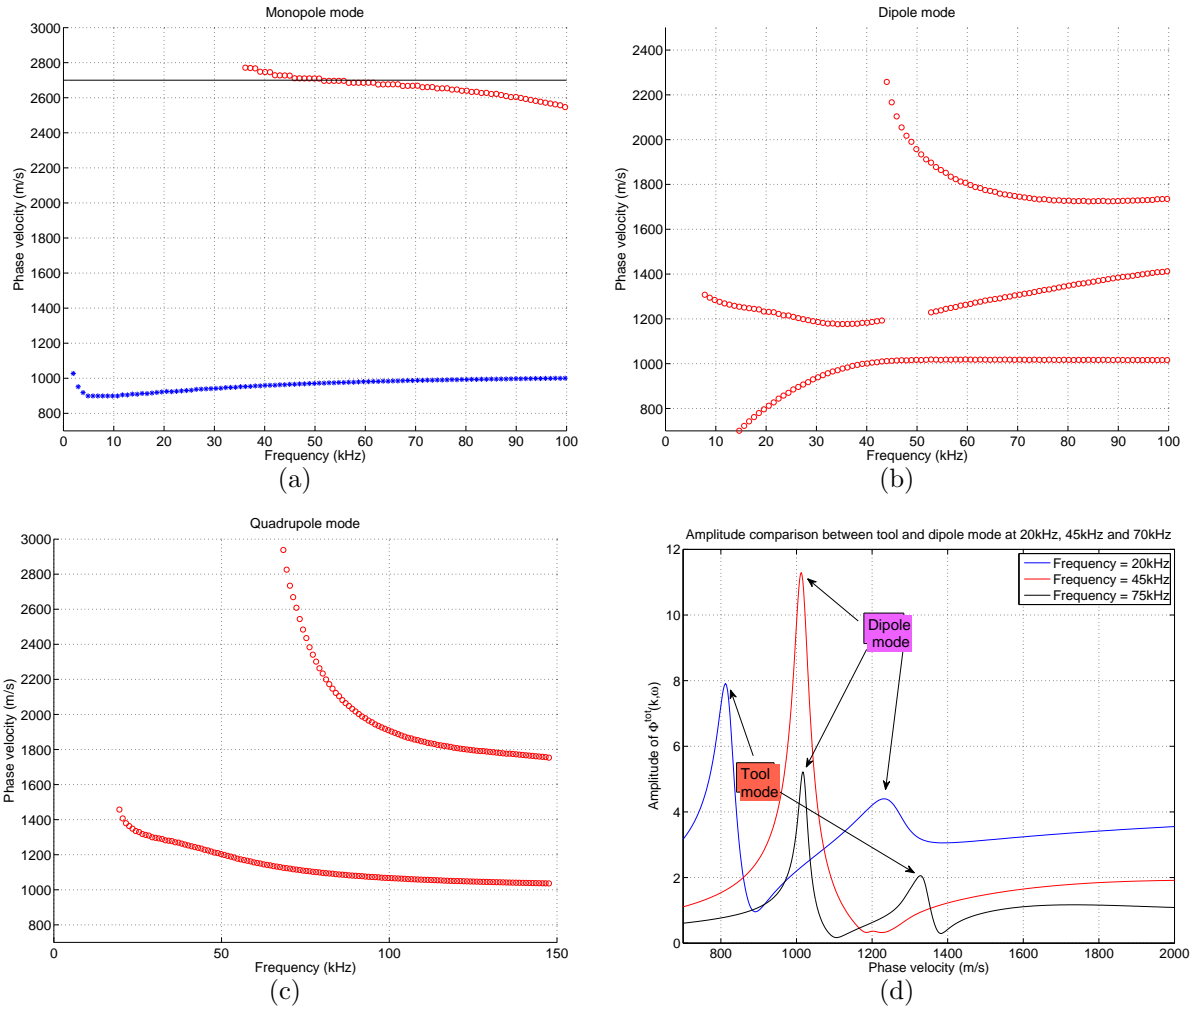 Monopole mode
3000
2800
2600
2400
2200
2000
1800
1600
1400
1200
1000
800
Phase velocity (m/s)
0 10 20 30 40 50 60 70 80 90 100
Frequency (kHz)
(a)
Dipole mode
2400
2200
2000
1800
1600
1400
1200
1000
800
Phase velocity (m/s)
10 20 30 40 50 60 70 80 90 100
Frequency (kHz)
(b)
Quadrupole mode
3000
2800
2600
2400
2200
2000
1800
1600
1400
1200
1000
800
Phase velocity (m/s)
0 50 100 150
Frequency (kHz)
(c)
Amplitude comparison between tool and dipole mode at 20kHz, 45kHz and 70kHz
12
10
8
6
4
2
0
Amplitude of Φ^tot(k,ω)
Frequency = 20kHz
Frequency = 45kHz
Frequency = 75kHz
Dipole
mode
Tool
mode
800 1000 1200 1400 1600 1800 2000
Phase velocity (m/s)
(d)